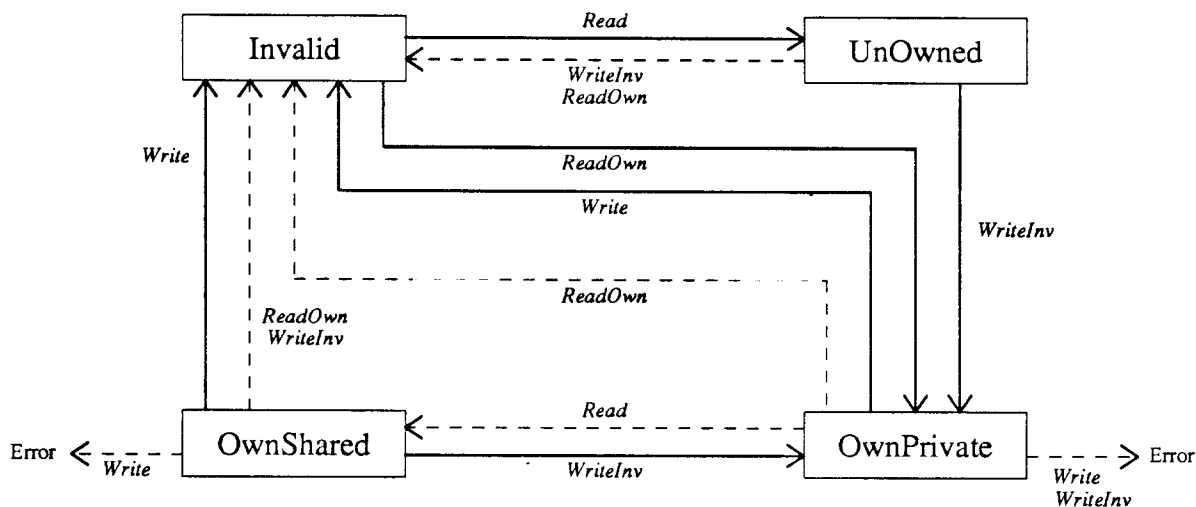 Read
Invalid
UnOwned
WriteInv
ReadOwn
Write
ReadOwn
Write
WriteInv
ReadOwn
ReadOwn
WriteInv
Read
OwnShared
OwnPrivate
Error
Write
WriteInv
Error
Write
WriteInv